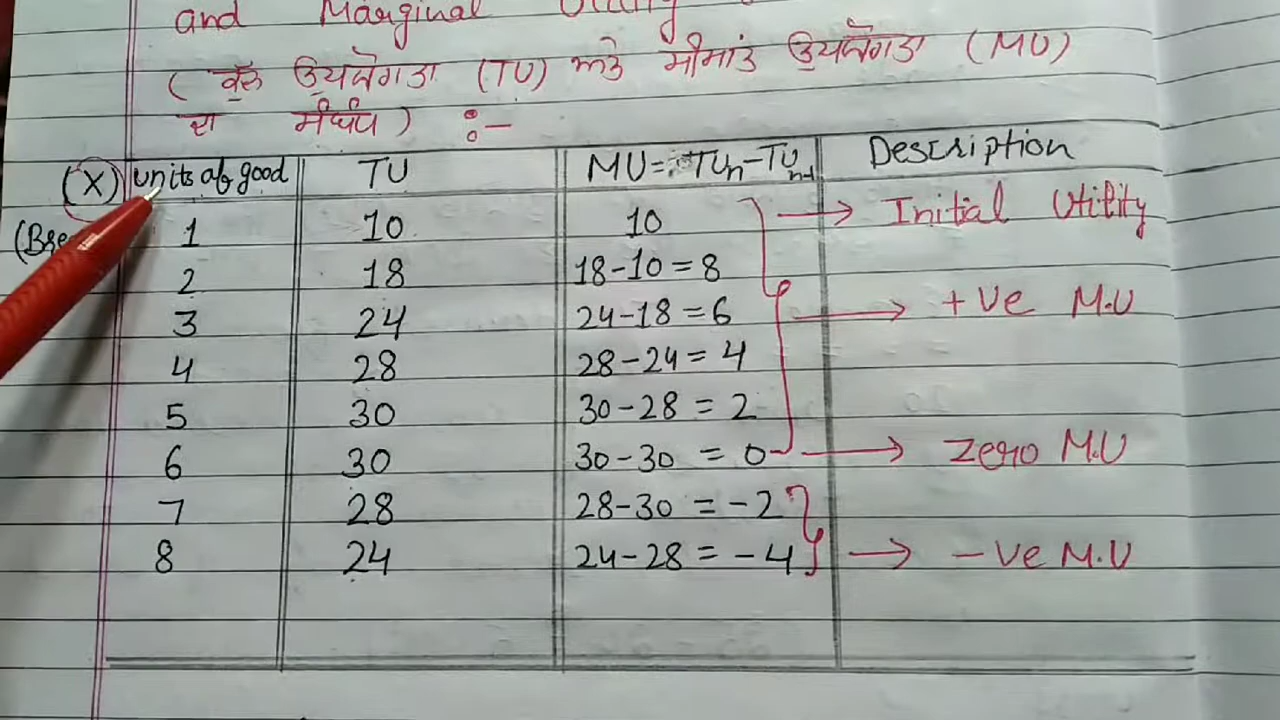 and Marginal Utility
( ਕੁੱਲ ਉਪਯੋਗਤਾ (TU) ਅਤੇ ਸੀਮਾਂਤ ਉਪਯੋਗਤਾ (MU)
ਦਾ ਸੰਬੰਧ) :-
(X) units of good TU MU = TUn - TUn-1 Description
1 10 10 → Initial Utility
2 18 18-10 = 8
3 24 24-18 = 6 → +ve M.U
4 28 28-24 = 4
5 30 30-28 = 2
6 30 30-30 = 0 → Zero M.U
7 28 28-30 = -2
8 24 24-28 = -4 → -ve M.U